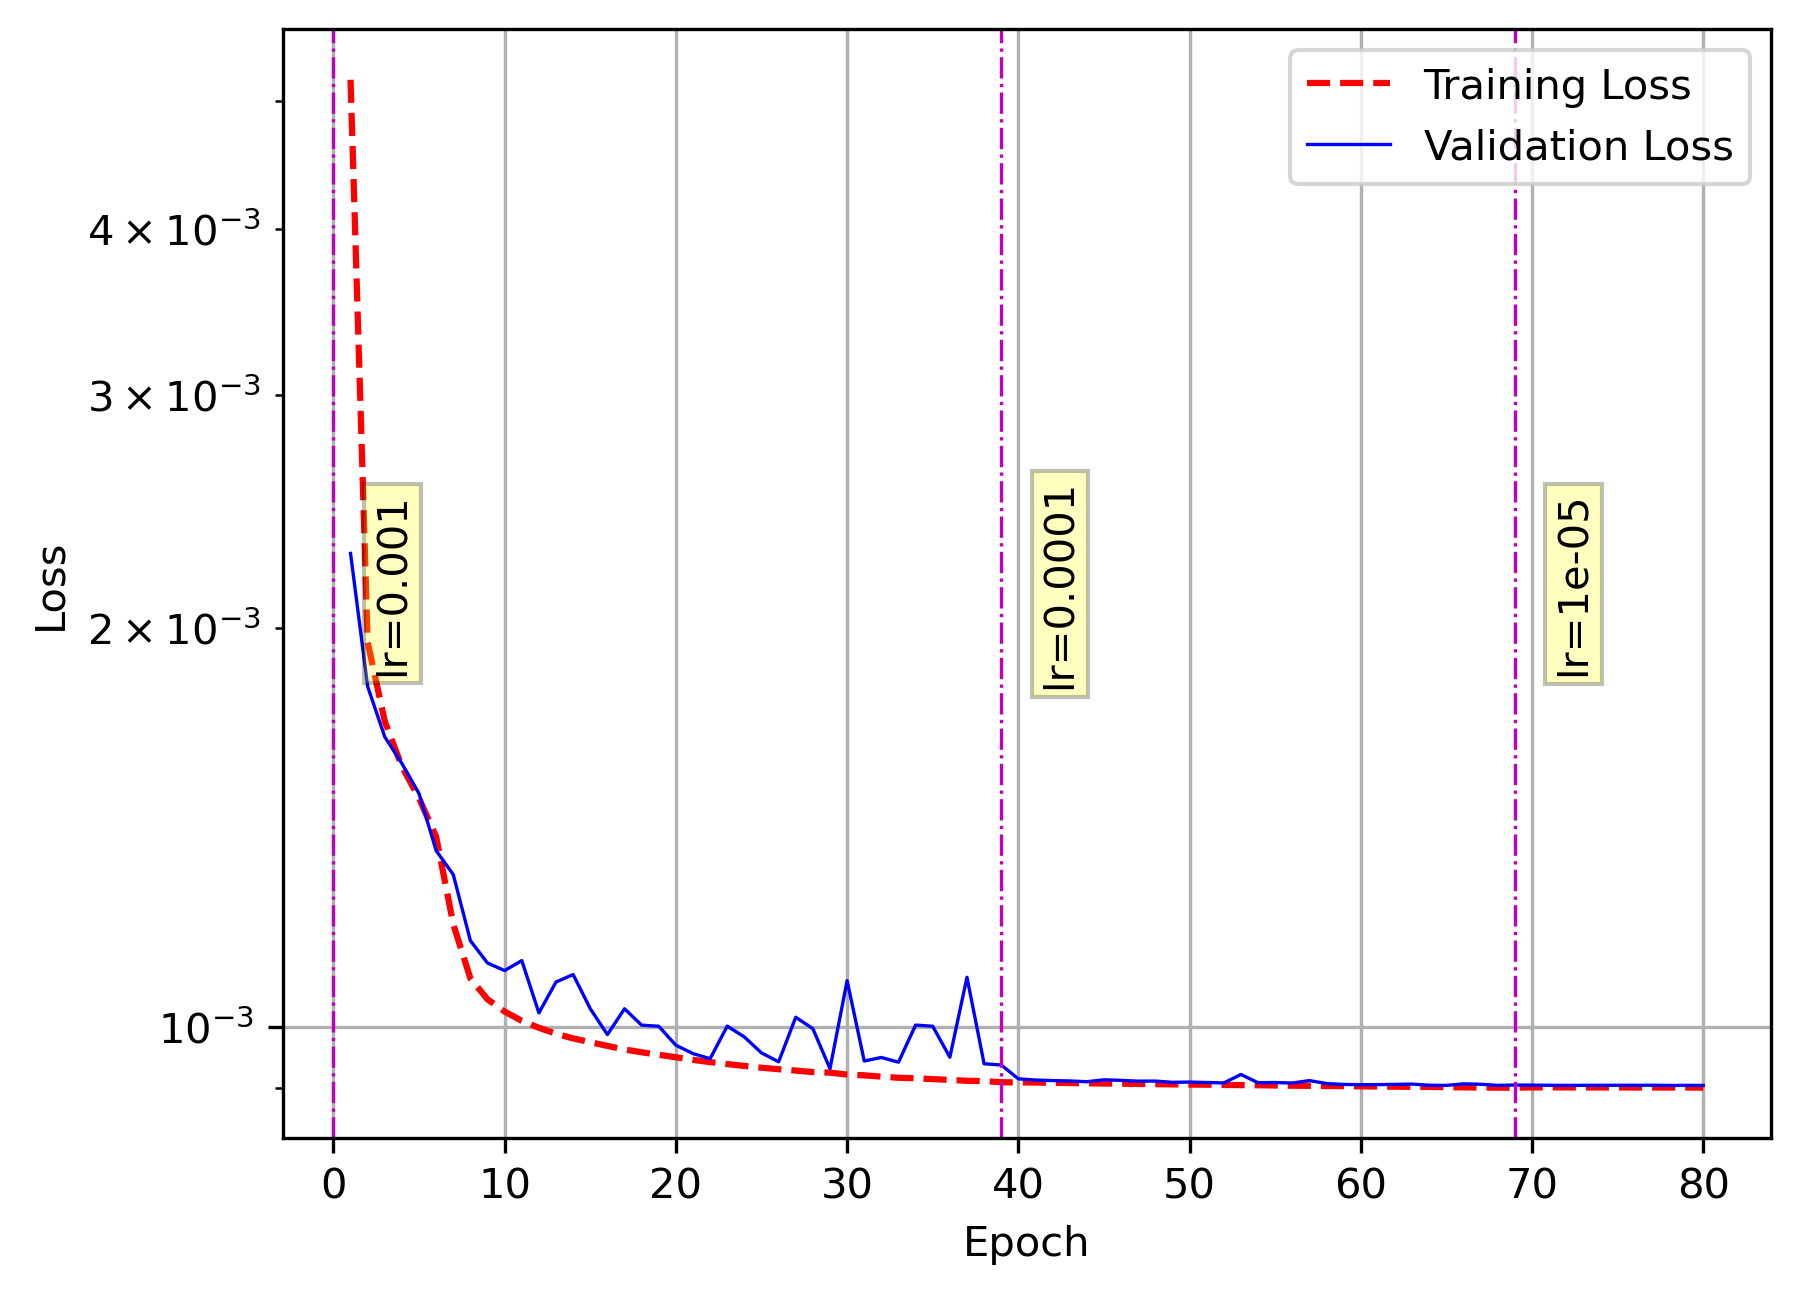 Training Loss
Validation Loss
4 × 10⁻³
3 × 10⁻³
2 × 10⁻³
10⁻³
Loss
lr=0.001
lr=0.0001
lr=1e-05
0 10 20 30 40 50 60 70 80
Epoch